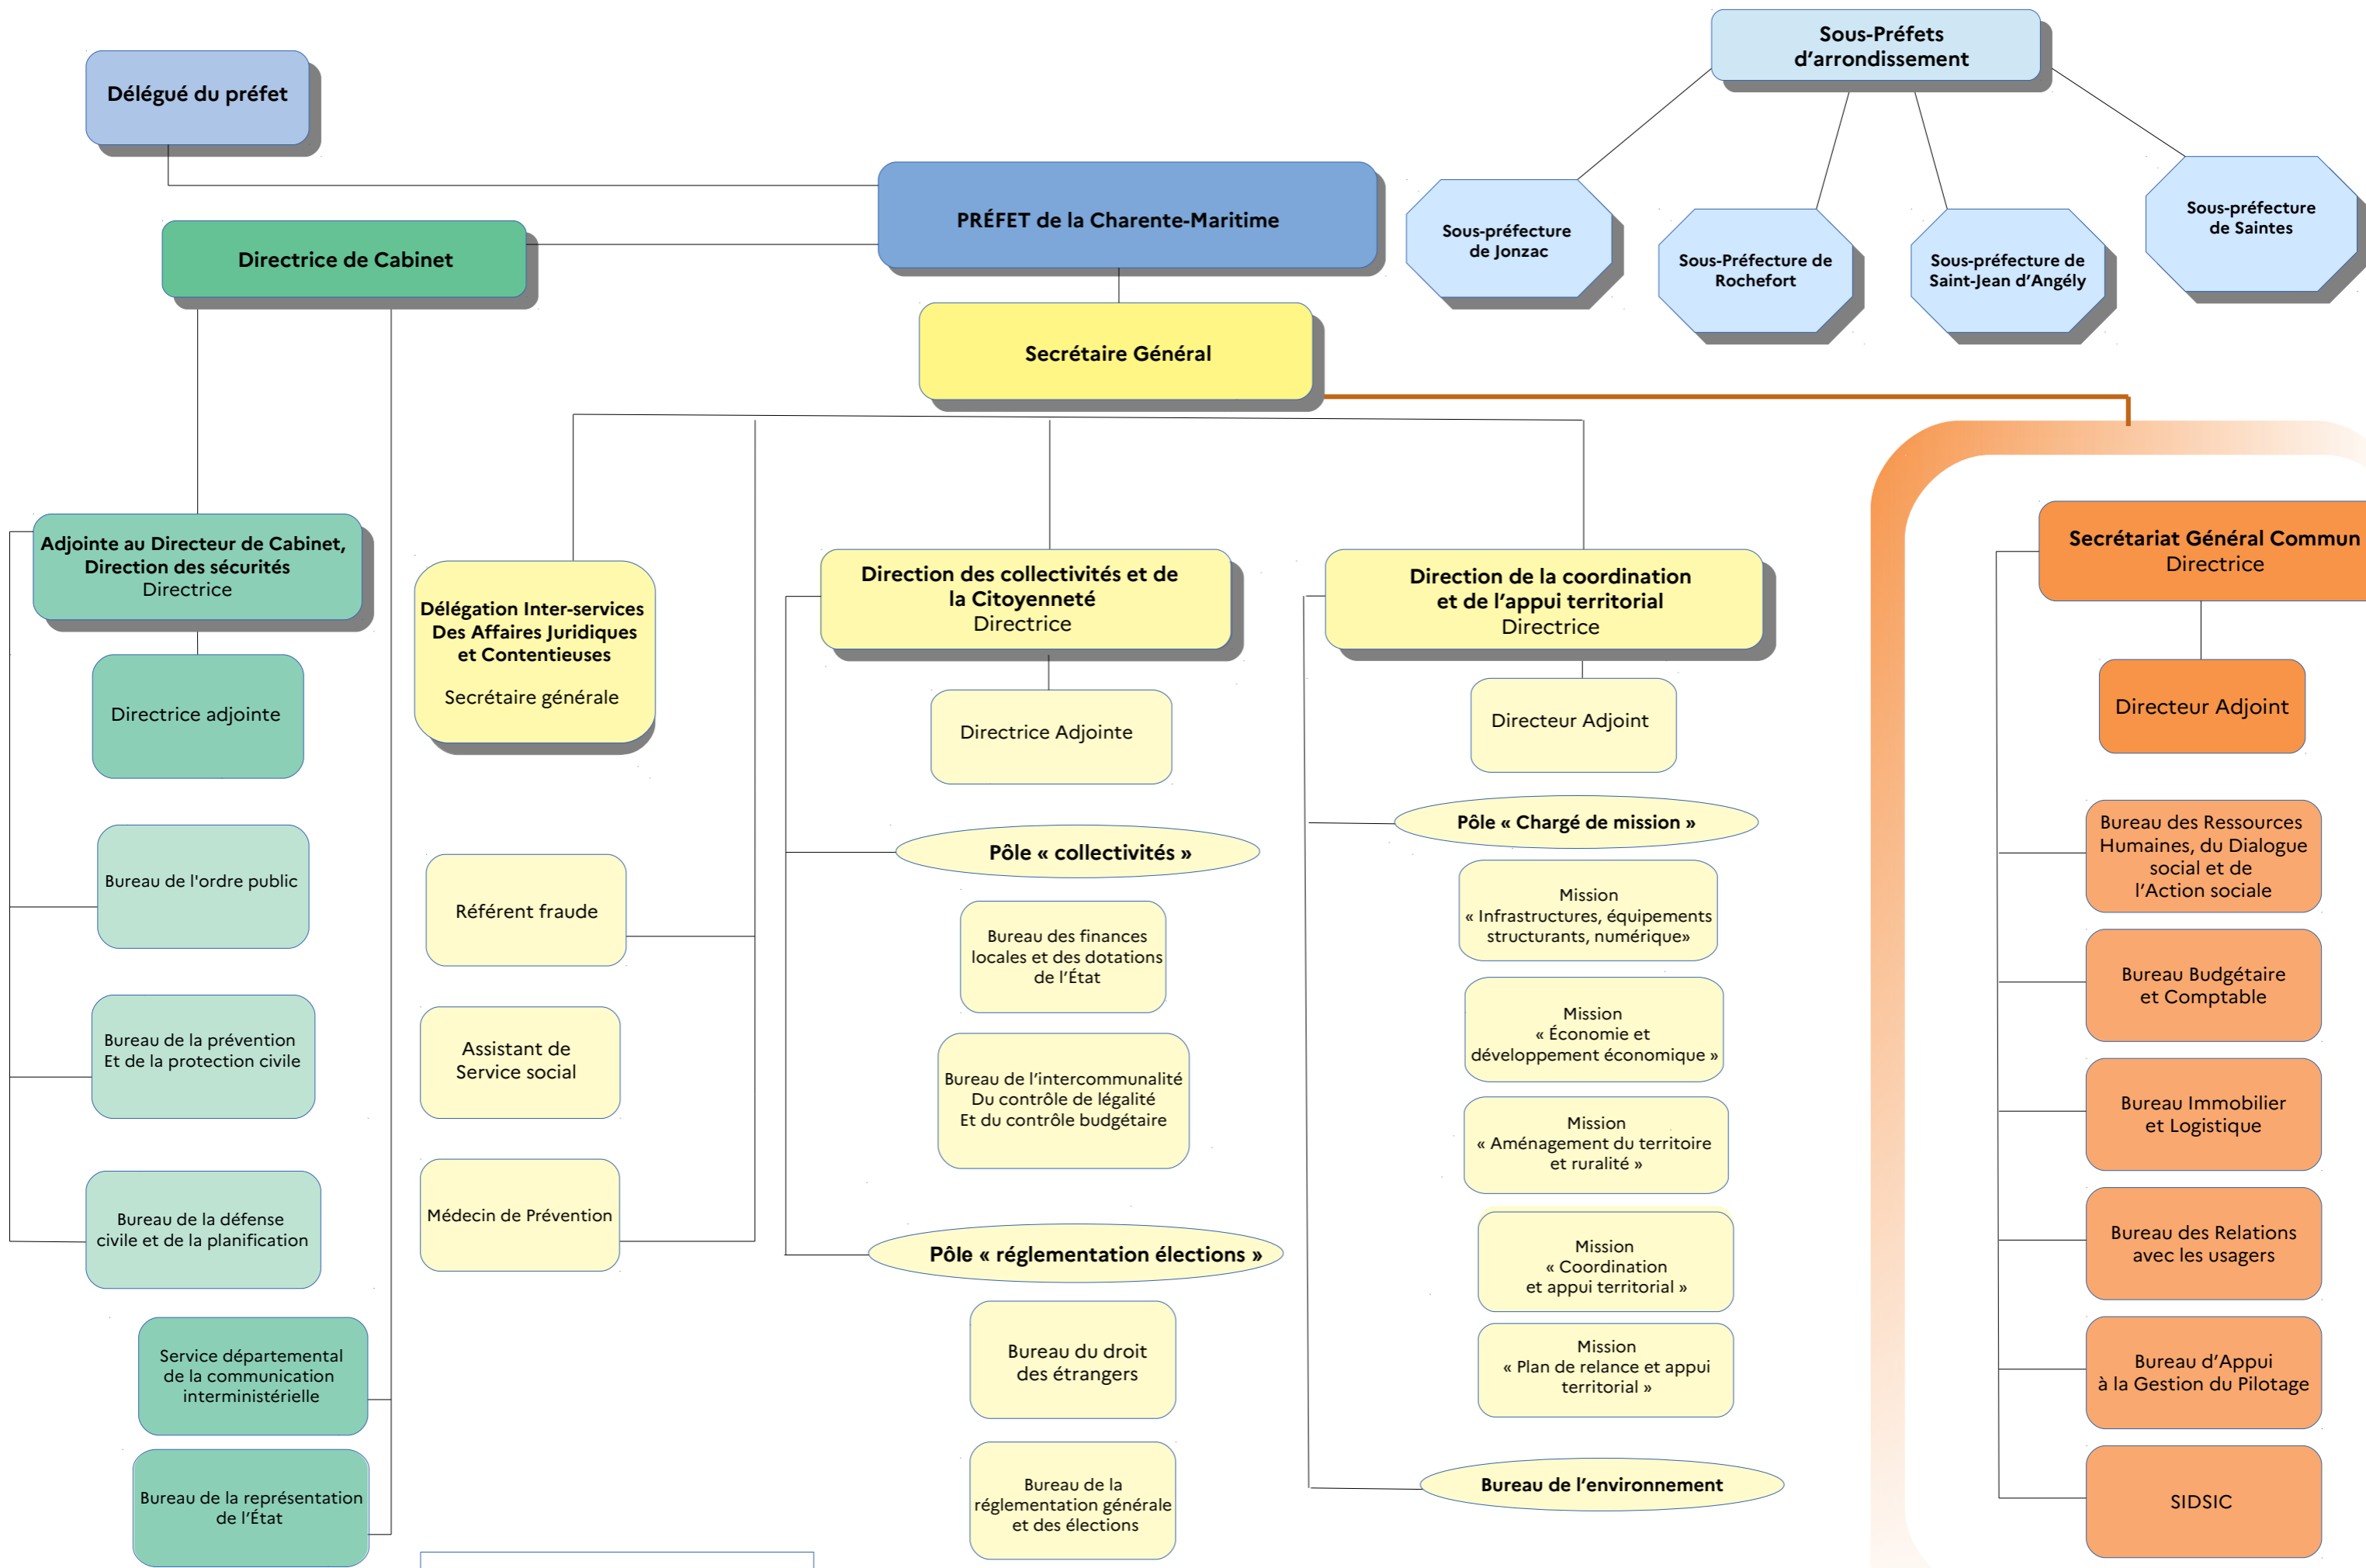 Délégué du préfet
Sous-Préfets
d'arrondissement
PRÉFET de la Charente-Maritime
Directrice de Cabinet
Sous-préfecture
de Jonzac
Sous-Préfecture de
Rochefort
Sous-préfecture de
Saint-Jean d'Angély
Sous-préfecture
de Saintes
Secrétaire Général
Adjointe au Directeur de Cabinet,
Direction des sécurités
Directrice
Directrice adjointe
Bureau de l'ordre public
Bureau de la prévention
Et de la protection civile
Bureau de la défense
civile et de la planification
Service départemental
de la communication
interministérielle
Bureau de la représentation
de l'État
Délégation Inter-services
Des Affaires Juridiques
et Contentieuses
Secrétaire générale
Référent fraude
Assistant de
Service social
Médecin de Prévention
Direction des collectivités et de
la Citoyenneté
Directrice
Directrice Adjointe
Pôle « collectivités »
Bureau des finances
locales et des dotations
de l'État
Bureau de l'intercommunalité
Du contrôle de légalité
Et du contrôle budgétaire
Pôle « réglementation élections »
Bureau du droit
des étrangers
Bureau de la
réglementation générale
et des élections
Direction de la coordination
et de l'appui territorial
Directrice
Directeur Adjoint
Pôle « Chargé de mission »
Mission
« Infrastructures, équipements
structurants, numérique»
Mission
« Économie et
développement économique »
Mission
« Aménagement du territoire
et ruralité »
Mission
« Coordination
et appui territorial »
Mission
« Plan de relance et appui
territorial »
Bureau de l'environnement
Secrétariat Général Commun
Directrice
Directeur Adjoint
Bureau des Ressources
Humaines, du Dialogue
social et de
l'Action sociale
Bureau Budgétaire
et Comptable
Bureau Immobilier
et Logistique
Bureau des Relations
avec les usagers
Bureau d'Appui
à la Gestion du Pilotage
SIDSIC